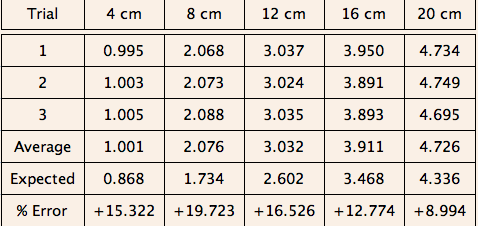 Trial 4 cm 8 cm 12 cm 16 cm 20 cm
1 0.995 2.068 3.037 3.950 4.734
2 1.003 2.073 3.024 3.891 4.749
3 1.005 2.088 3.035 3.893 4.695
Average 1.001 2.076 3.032 3.911 4.726
Expected 0.868 1.734 2.602 3.468 4.336
% Error +15.322 +19.723 +16.526 +12.774 +8.994